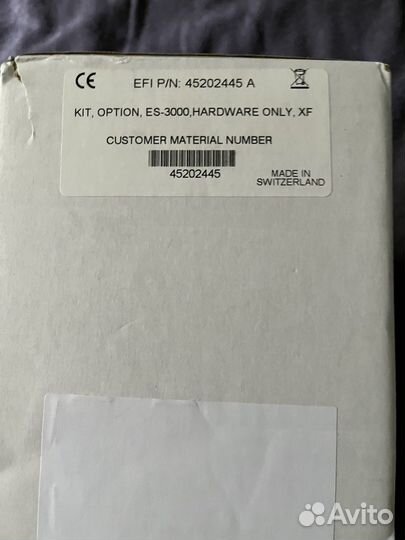 CE EFI P/N: 45202445 A
KIT, OPTION, ES-3000,HARDWARE ONLY, XF
CUSTOMER MATERIAL NUMBER
45202445
MADE IN
SWITZERLAND
Avito